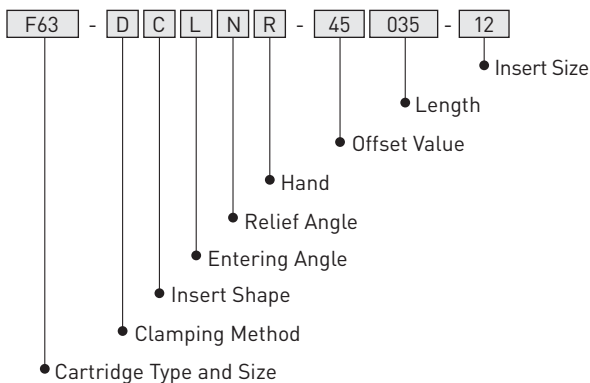 F63 - D C L N R - 45 035 - 12
Insert Size
Length
Offset Value
Hand
Relief Angle
Entering Angle
Insert Shape
Clamping Method
Cartridge Type and Size